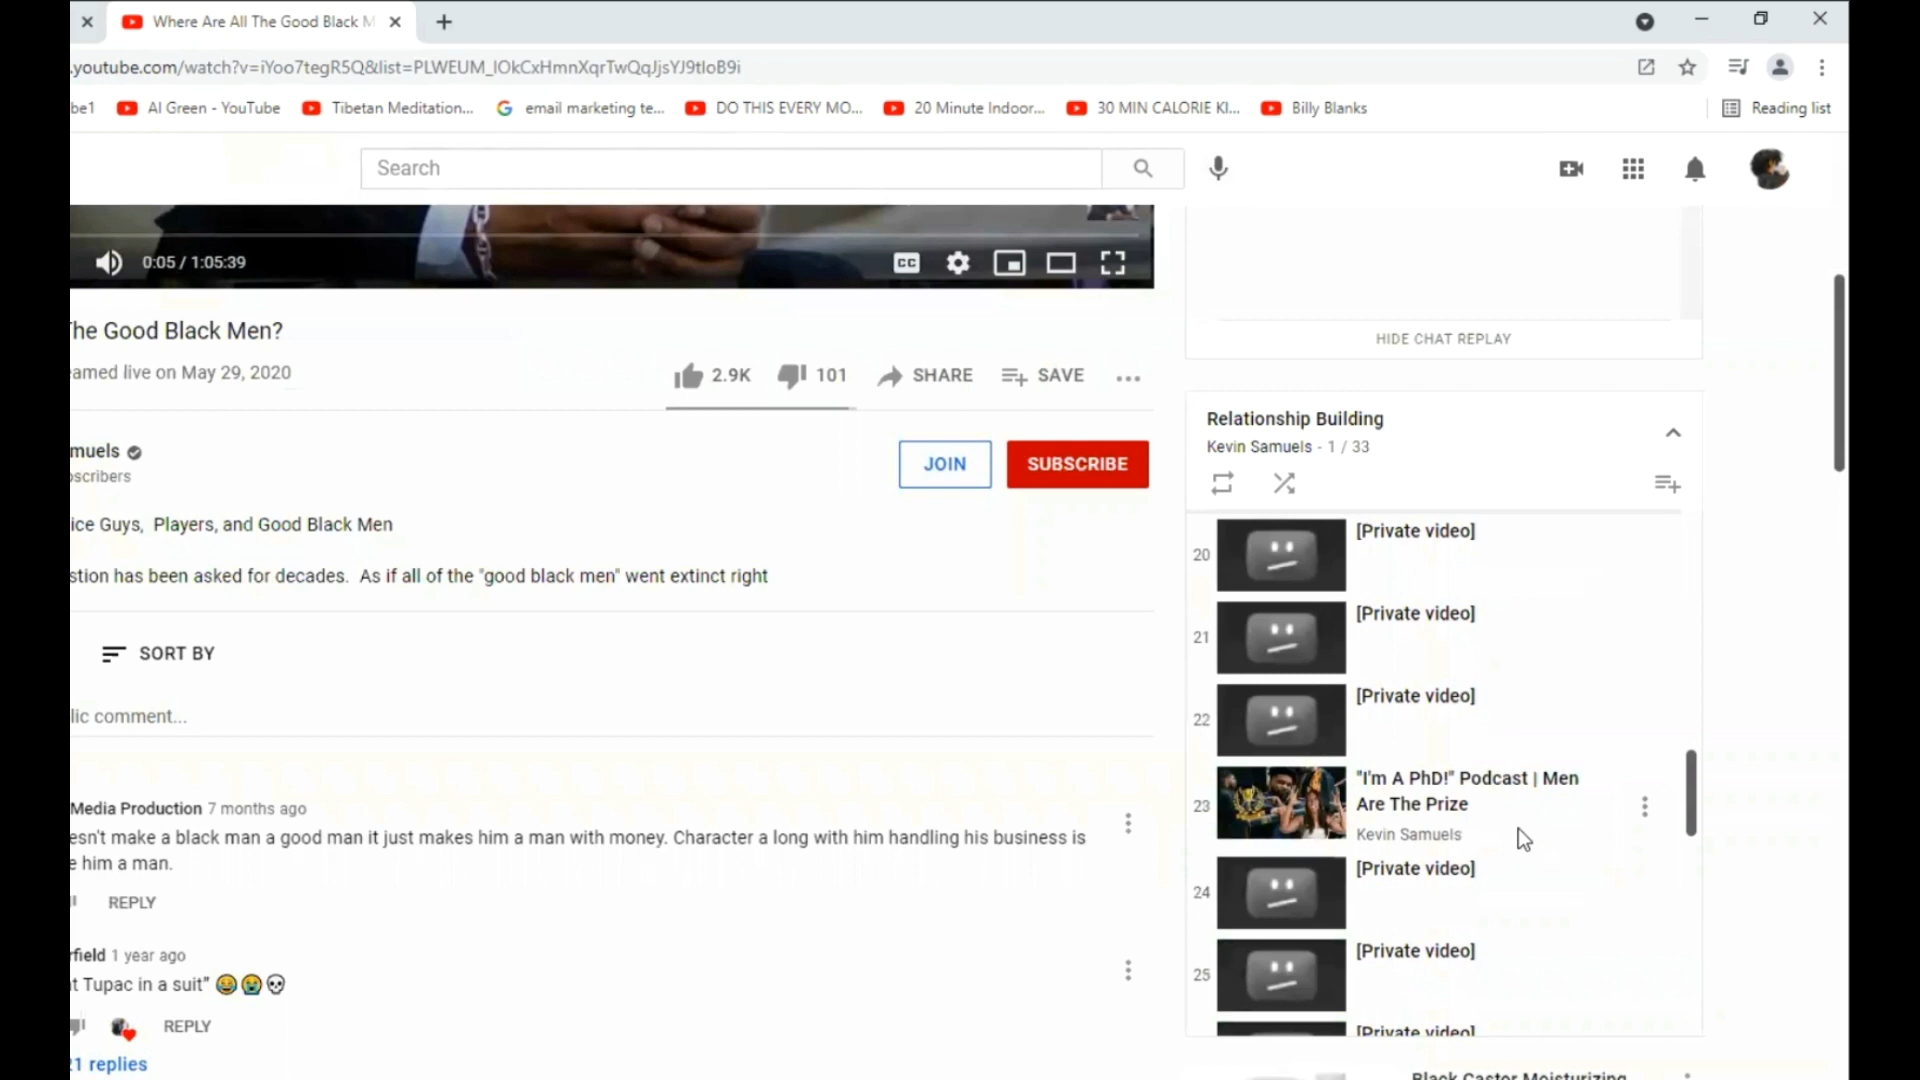 Where Are All The Good Black M
.youtube.com/watch?v=iYoo7tegR5Q&list=PLWEUM_lOkCxHmnXqrTwQqJjsYJ9tIoB9i
be1
Al Green - YouTube
Tibetan Meditation...
email marketing te...
DO THIS EVERY MO...
20 Minute Indoor...
30 MIN CALORIE KI...
Billy Blanks
Reading list
Search
0:05 / 1:05:39
CC
The Good Black Men?
eamed live on May 29, 2020
2.9K
101
SHARE
SAVE
muels
oscribers
JOIN
SUBSCRIBE
ice Guys, Players, and Good Black Men
stion has been asked for decades. As if all of the "good black men" went extinct right
SORT BY
lic comment...
Media Production 7 months ago
esn't make a black man a good man it just makes him a man with money. Character a long with him handling his business is
e him a man.
REPLY
rfield 1 year ago
t Tupac in a suit" 😂😭💀
REPLY
21 replies
HIDE CHAT REPLAY
Relationship Building
Kevin Samuels - 1 / 33
20
[Private video]
21
[Private video]
22
[Private video]
23
"I'm A PhD!" Podcast | Men
Are The Prize
Kevin Samuels
24
[Private video]
25
[Private video]
[Private video]
Black Castor Moisturizing